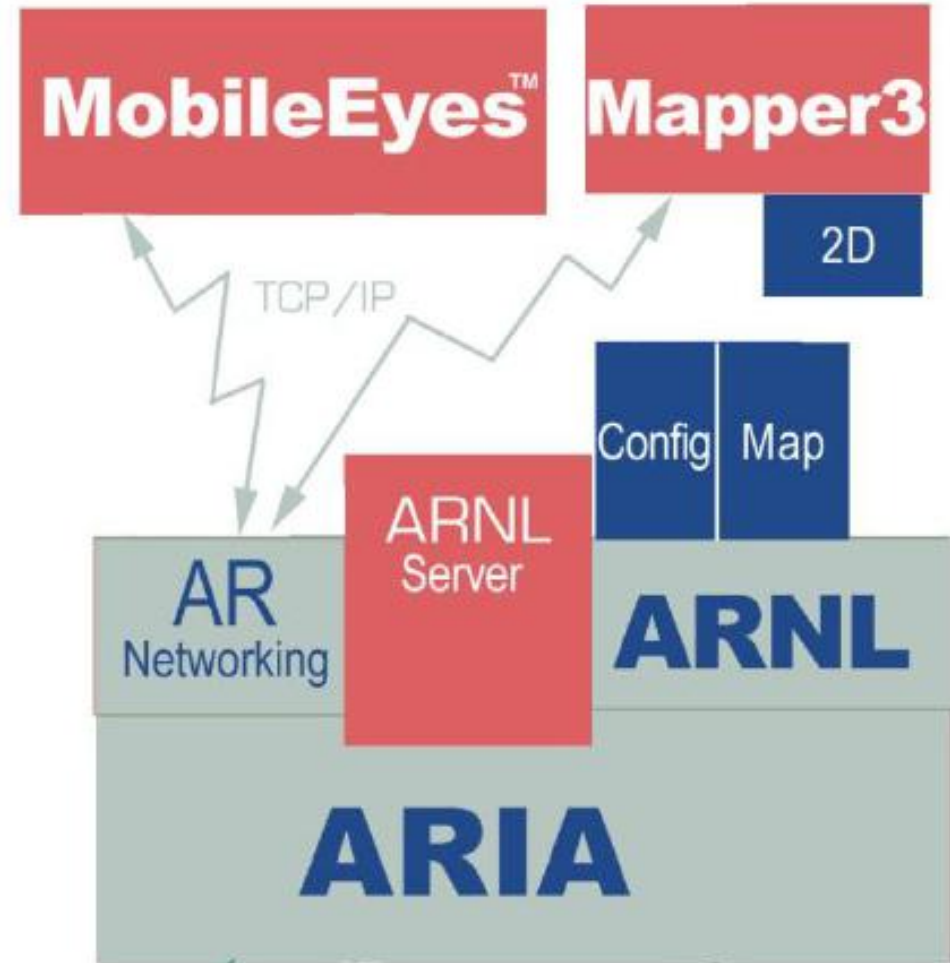 MobileEyes™
Mapper3
2D
TCP/IP
Config
Map
ARNL
Server
AR
Networking
ARNL
ARIA